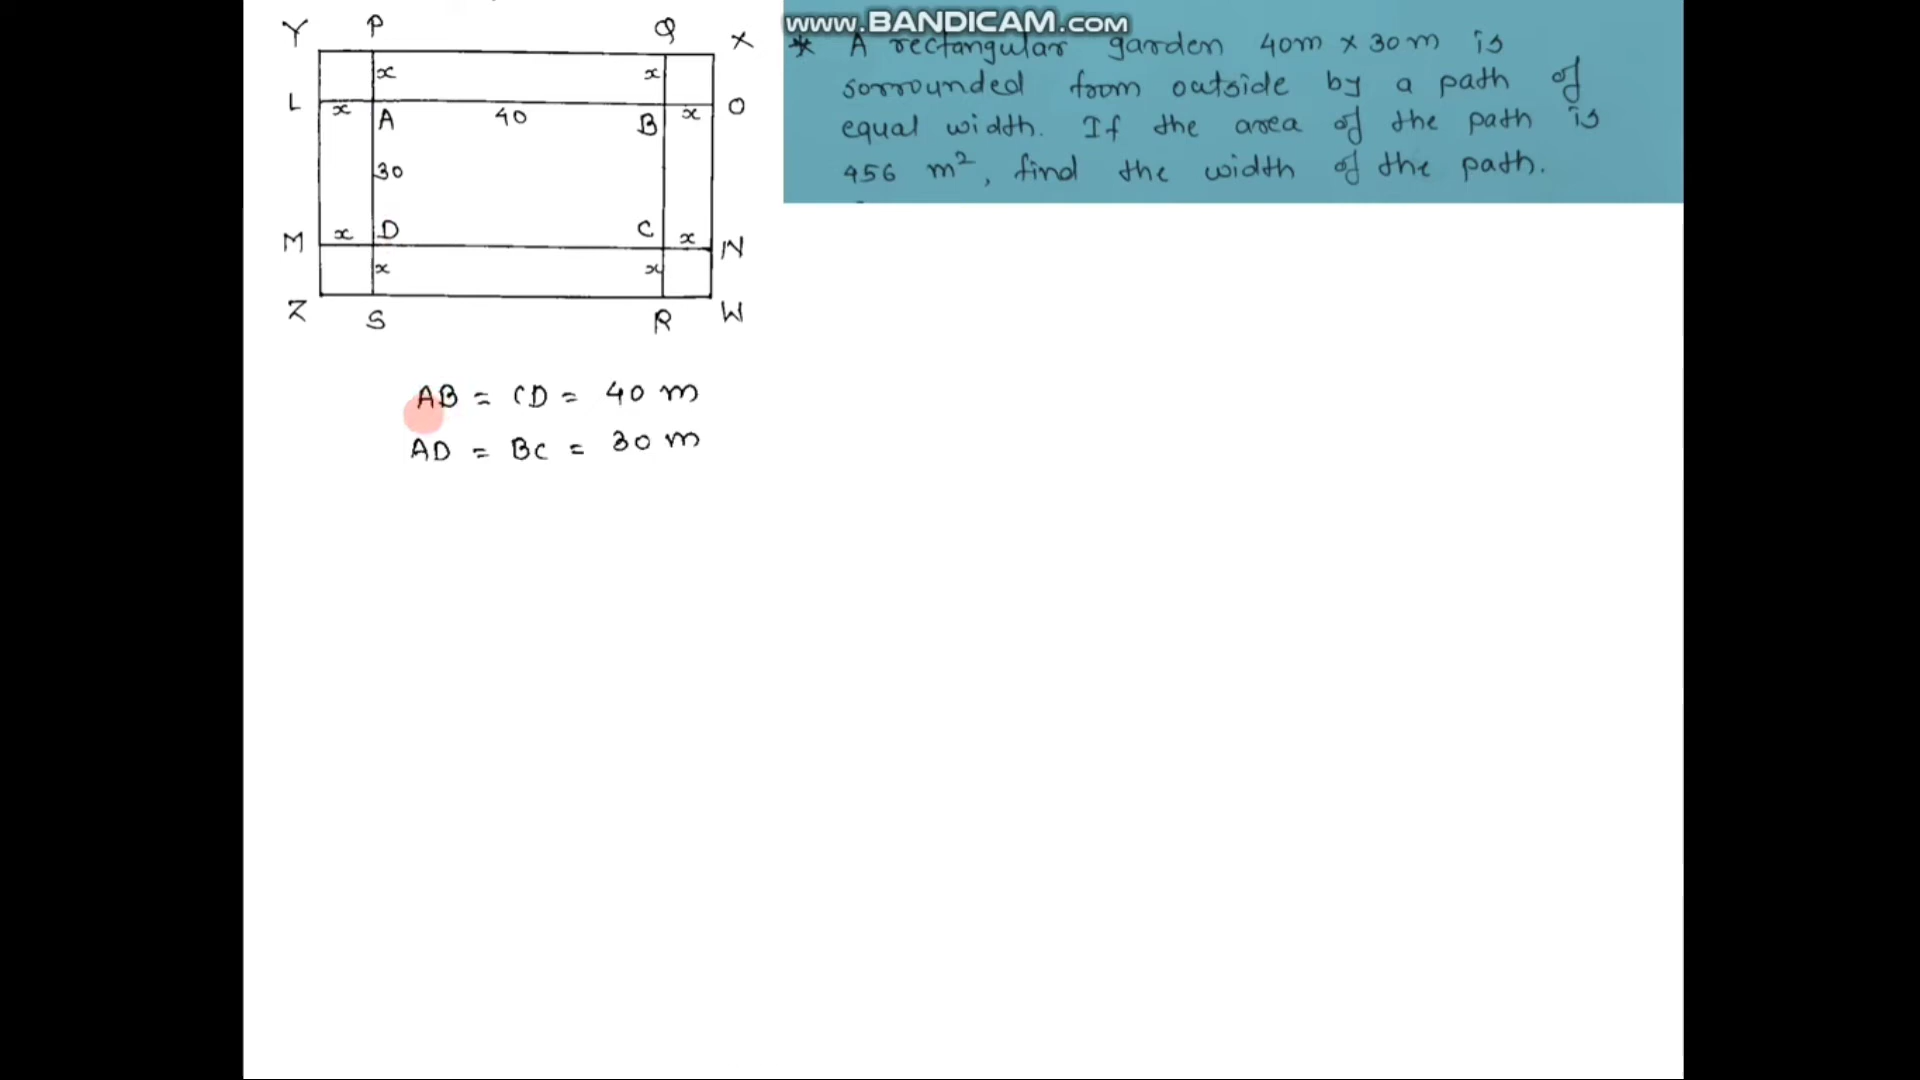 www.BANDICAM.com
Y P Q X
x x
L x A 40 B x O
30
M x D C x N
x x
Z S R W
AB = CD = 40 m
AD = BC = 30 m
* A rectangular garden 40m x 30m is
sorrounded from outside by a path of
equal width. If the area of the path is
456 m², find the width of the path.